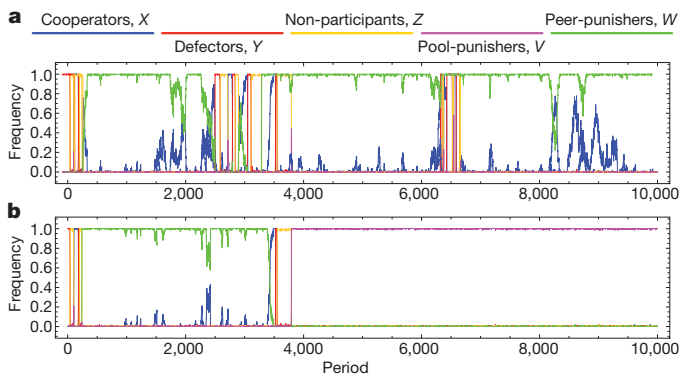 a
Cooperators, X
Non-participants, Z
Peer-punishers, W
Defectors, Y
Pool-punishers, V
1.0
0.8
0.6
0.4
0.2
0.0
Frequency
0 2,000 4,000 6,000 8,000 10,000
b
1.0
0.8
0.6
0.4
0.2
0.0
Frequency
0 2,000 4,000 6,000 8,000 10,000
Period